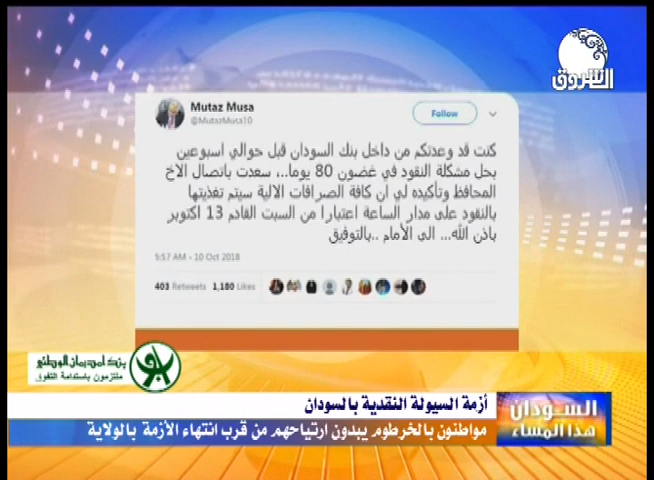 الشروق
Mutaz Musa
@MutazMusa10
Follow
كنت قد وعدتكم من داخل بنك السودان قبل حوالي اسبوعين
بحل مشكلة النقود في غضون 80 يوما..، سعدت باتصال الاخ
المحافظ وتأكيده لي ان كافة الصرافات الالية سيتم تغذيتها
بالنقود على مدار الساعة اعتبارا من السبت القادم 13 اكتوبر
باذن الله... الى الأمام ..بالتوفيق
5:57 AM - 10 Oct 2018
403 Retweets 1,180 Likes
بنك امدرمان الوطني
ملتزمون باستدامة التفوق
أزمة السيولة النقدية بالسودان
مواطنون بالخرطوم يبدون ارتياحهم من قرب انتهاء الأزمة بالولاية
السودان
هذا المساء